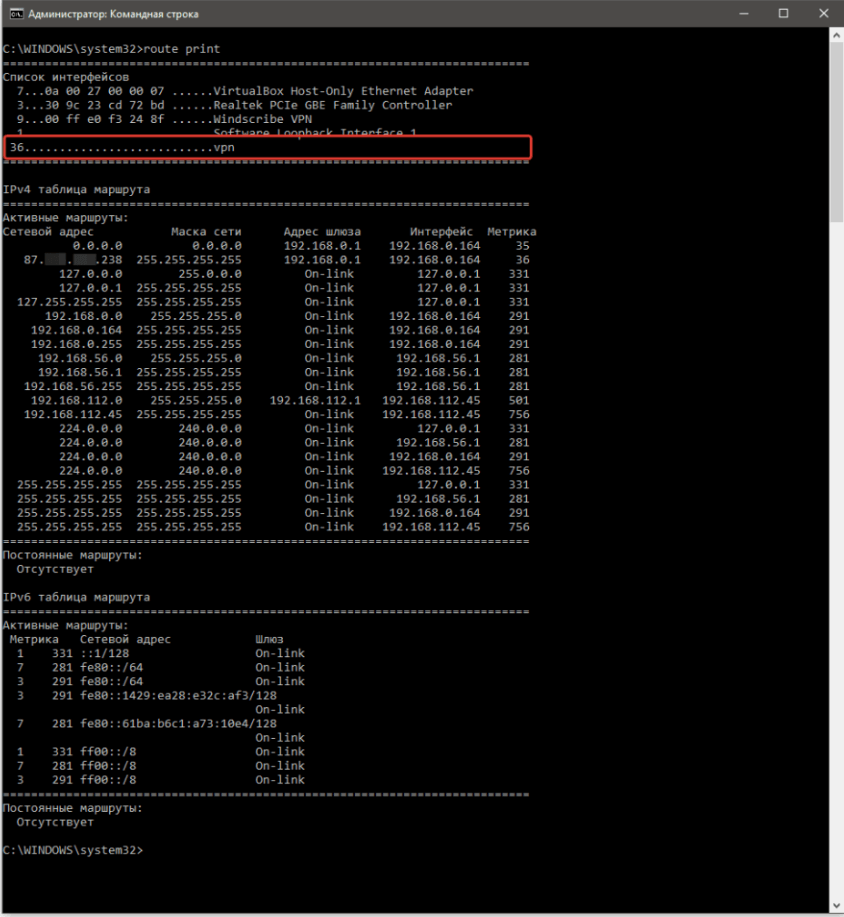 Администратор: Командная строка
C:\WINDOWS\system32>route print
===========================================================================
Список интерфейсов
7...0a 00 27 00 00 07 ......VirtualBox Host-Only Ethernet Adapter
3...30 9c 23 cd 72 bd ......Realtek PCIe GBE Family Controller
9...00 ff e0 f3 24 8f ......Windscribe VPN
1...........................Software Loopback Interface 1
36...........................vpn
===========================================================================
IPv4 таблица маршрута
===========================================================================
Активные маршруты:
Сетевой адрес Маска сети Адрес шлюза Интерфейс Метрика
0.0.0.0 0.0.0.0 192.168.0.1 192.168.0.164 35
87. . .238 255.255.255.255 192.168.0.1 192.168.0.164 36
127.0.0.0 255.0.0.0 On-link 127.0.0.1 331
127.0.0.1 255.255.255.255 On-link 127.0.0.1 331
127.255.255.255 255.255.255.255 On-link 127.0.0.1 331
192.168.0.0 255.255.255.0 On-link 192.168.0.164 291
192.168.0.164 255.255.255.255 On-link 192.168.0.164 291
192.168.0.255 255.255.255.255 On-link 192.168.0.164 291
192.168.56.0 255.255.255.0 On-link 192.168.56.1 281
192.168.56.1 255.255.255.255 On-link 192.168.56.1 281
192.168.56.255 255.255.255.255 On-link 192.168.56.1 281
192.168.112.0 255.255.255.0 192.168.112.1 192.168.112.45 501
192.168.112.45 255.255.255.255 On-link 192.168.112.45 756
224.0.0.0 240.0.0.0 On-link 127.0.0.1 331
224.0.0.0 240.0.0.0 On-link 192.168.56.1 281
224.0.0.0 240.0.0.0 On-link 192.168.0.164 291
224.0.0.0 240.0.0.0 On-link 192.168.112.45 756
255.255.255.255 255.255.255.255 On-link 127.0.0.1 331
255.255.255.255 255.255.255.255 On-link 192.168.56.1 281
255.255.255.255 255.255.255.255 On-link 192.168.0.164 291
255.255.255.255 255.255.255.255 On-link 192.168.112.45 756
===========================================================================
Постоянные маршруты:
Отсутствует
IPv6 таблица маршрута
===========================================================================
Активные маршруты:
Метрика Сетевой адрес Шлюз
1 331 ::1/128 On-link
7 281 fe80::/64 On-link
3 291 fe80::/64 On-link
3 291 fe80::1429:ea28:e32c:af3/128
On-link
7 281 fe80::61ba:b6c1:a73:10e4/128
On-link
1 331 ff00::/8 On-link
7 281 ff00::/8 On-link
3 291 ff00::/8 On-link
===========================================================================
Постоянные маршруты:
Отсутствует
C:\WINDOWS\system32>